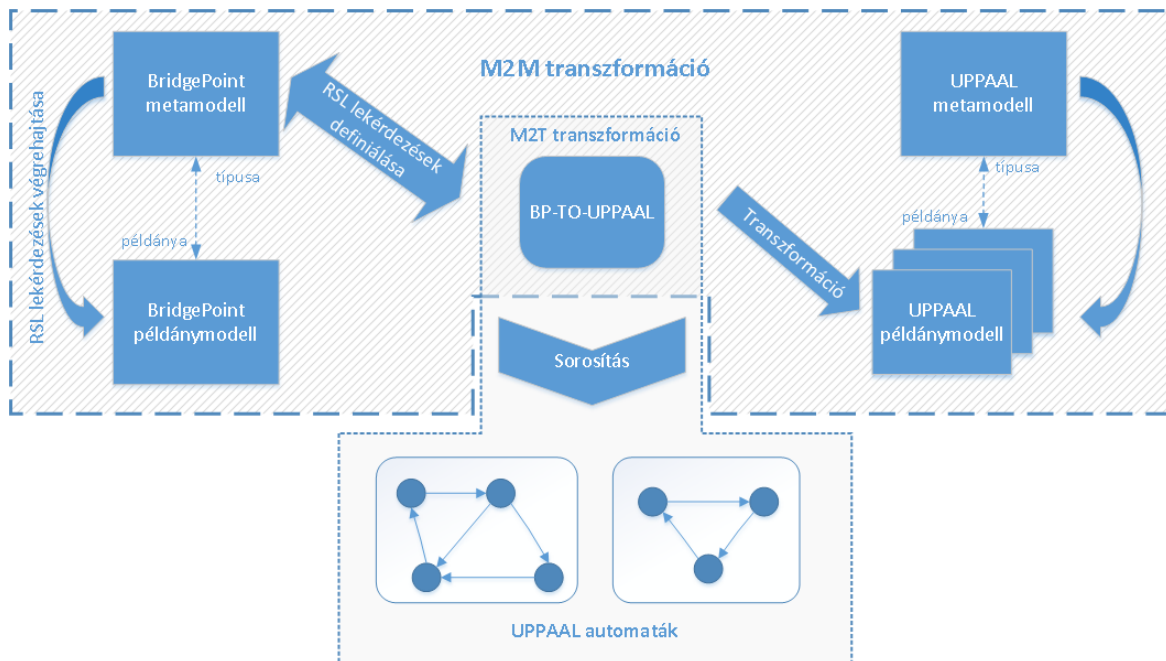 M2M transzformáció
BridgePoint
metamodell
RSL lekérdezések végrehajtása
típusa
példánya
BridgePoint
példánymodell
RSL lekérdezések
definiálása
M2T transzformáció
BP-TO-UPPAAL
Transzformáció
UPPAAL
metamodell
típusa
példánya
UPPAAL
példánymodell
Sorosítás
UPPAAL automaták